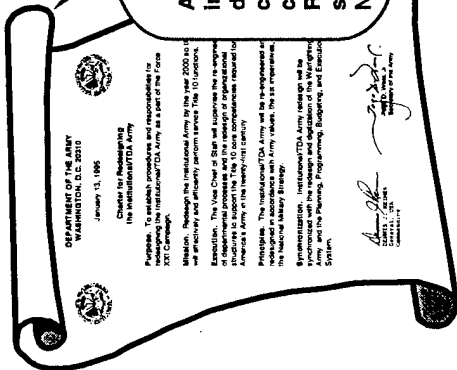 DEPARTMENT OF THE ARMY
WASHINGTON, D.C. 20310
January 13, 1995
Charter for Redesigning
the Institutional/TDA Army
Purpose. To establish procedures and responsibilities for
redesigning the Institutional/TDA Army as a part of the Force
XXI Campaign.
Mission. Redesign the Institutional Army by the year 2000 so it
will effectively and efficiently perform service Title 10 functions.
Execution. The Vice Chief of Staff will supervise the re-engineer
of departmental processes and the redesign of organizational
structures to support the Title 10 core competencies required for
America's Army in the twenty-first century
Principles. The Institutional/TDA Army will be re-engineered an
redesigned in accordance with Army values, the six imperatives,
the National Military Strategy.
Synchronization. Institutional/TDA Army redesign will be
synchronized with the redesign and digitization of the Warfighting
Army, and the Planning, Programming, Budgeting, and Execution
System.
A
d
c
c
R
s
N